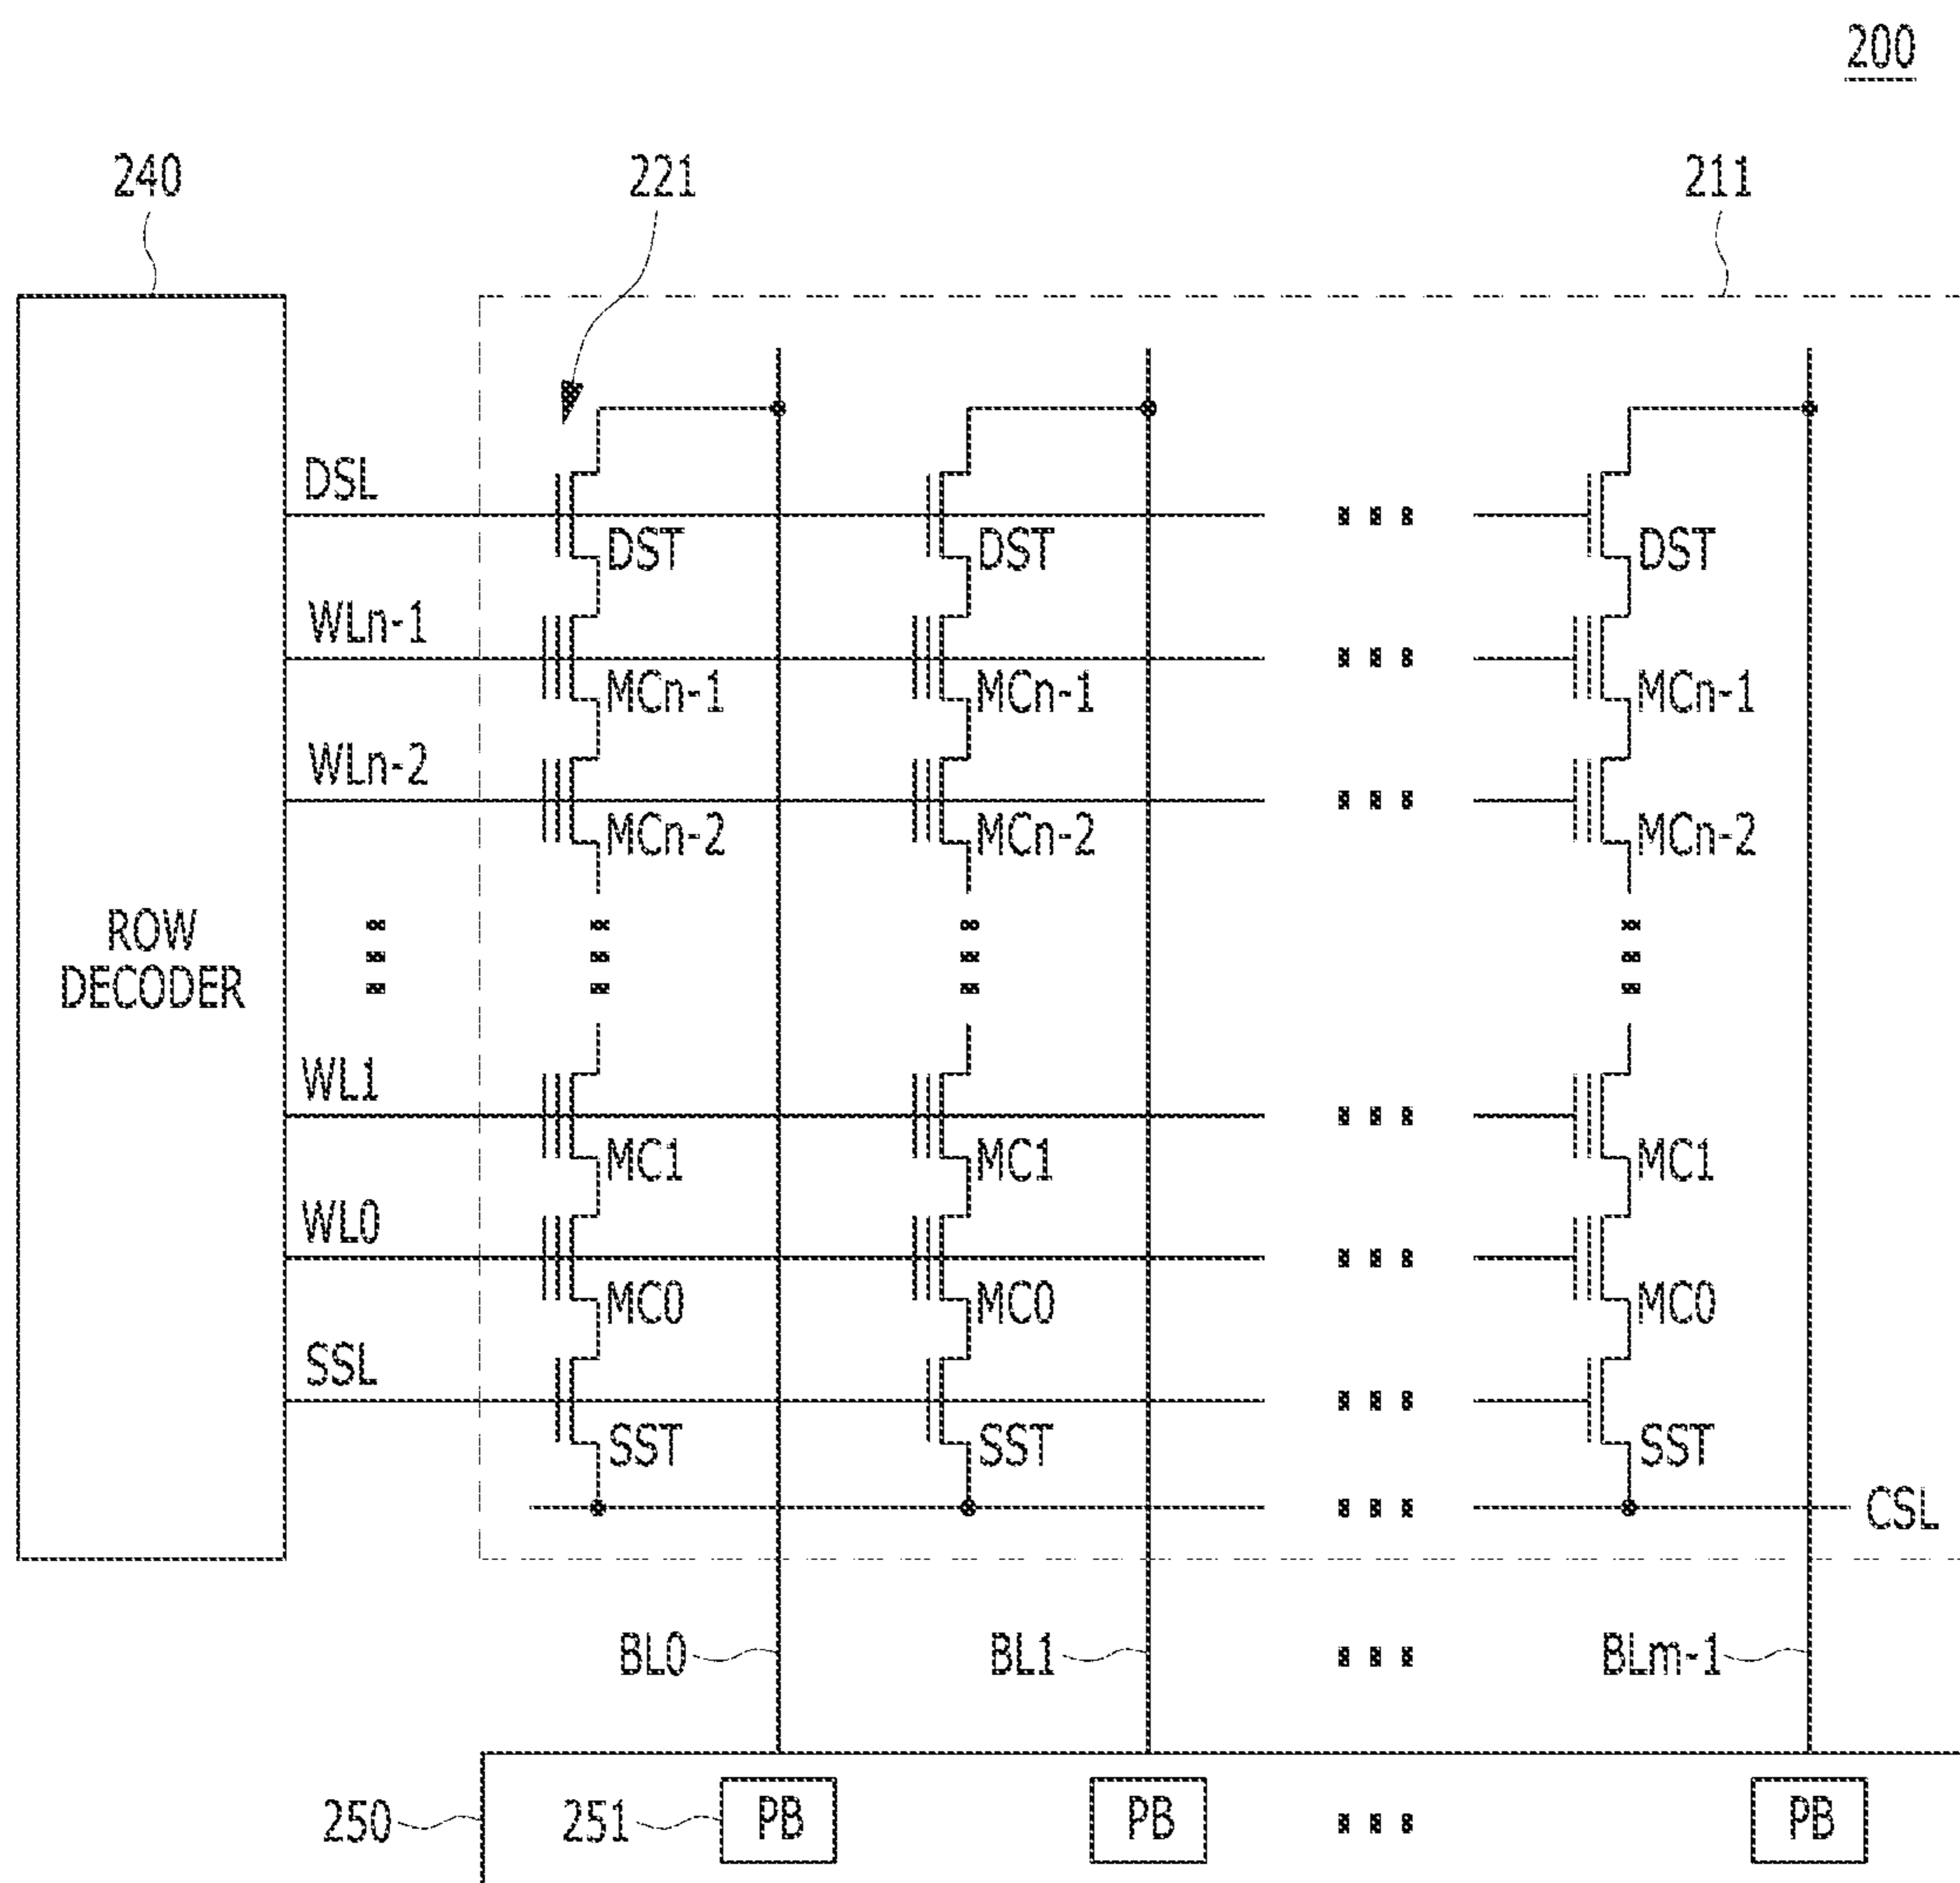 200
240
221
211
DSL
DST
DST
DST
WLn-1
MCn-1
MCn-1
MCn-1
WLn-2
MCn-2
MCn-2
MCn-2
ROW
DECODER
WL1
MC1
MC1
MC1
WL0
MC0
MC0
MC0
SSL
SST
SST
SST
CSL
BL0
BL1
BLm-1
250
251
PB
PB
PB